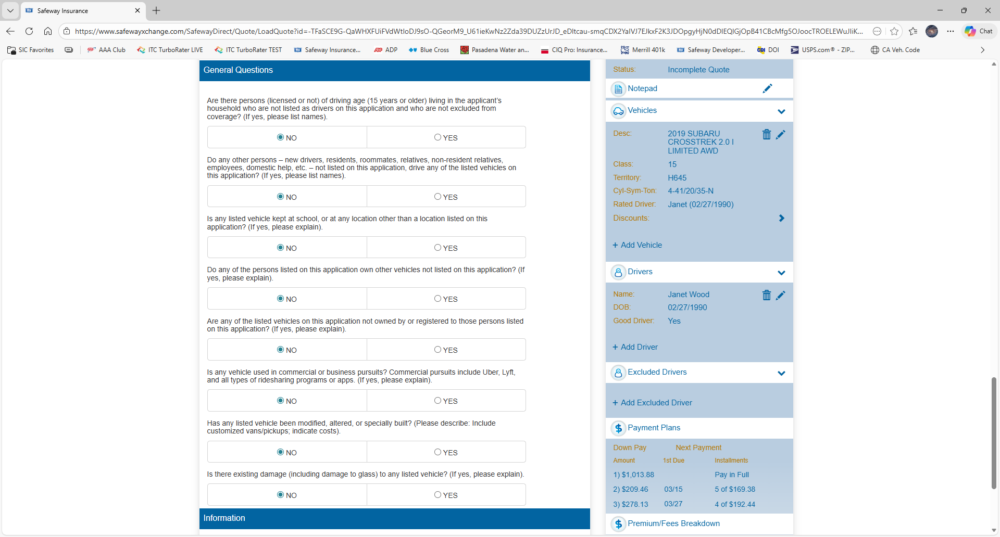 Safeway Insurance
https://www.safewayxchange.com/SafewayDirect/Quote/LoadQuote?id=-TFaSCE9G-QaWHXFUiFVdWtIoDJ9sO-QGeorM9_U61ieKwNz2Zda39DUZzUrJD_eDItcau-smqCDX2YaIVJ7EJkxF2K3JDOpgyHjN0dDIEQIGjOpB41CBcMfg5OJoocTROELEWuJIiK...
Chat
SIC Favorites
AAA Club
ITC TurboRater LIVE
ITC TurboRater TEST
Safeway Insurance...
ADP
Blue Cross
Pasadena Water an...
CIQ Pro: Insurance...
Merrill 401k
Safeway Developer...
CDI DOI
USPS.com® - ZIP...
CA Veh. Code
General Questions
Are there persons (licensed or not) of driving age (15 years or older) living in the applicant's
household who are not listed as drivers on this application and who are not excluded from
coverage? (If yes, please list names).
NO YES
Do any other persons – new drivers, residents, roommates, relatives, non-resident relatives,
employees, domestic help, etc. – not listed on this application, drive any of the listed vehicles on
this application? (If yes, please list names).
NO YES
Is any listed vehicle kept at school, or at any location other than a location listed on this
application? (If yes, please explain).
NO YES
Do any of the persons listed on this application own other vehicles not listed on this application? (If
yes, please explain).
NO YES
Are any of the listed vehicles on this application not owned by or registered to those persons listed
on this application? (If yes, please explain).
NO YES
Is any vehicle used in commercial or business pursuits? Commercial pursuits include Uber, Lyft,
and all types of ridesharing programs or apps. (If yes, please explain).
NO YES
Has any listed vehicle been modified, altered, or specially built? (Please describe: Include
customized vans/pickups; indicate costs).
NO YES
Is there existing damage (including damage to glass) to any listed vehicle? (If yes, please explain).
NO YES
Information
Status: Incomplete Quote
Notepad
Vehicles
Desc: 2019 SUBARU
CROSSTREK 2.0 I
LIMITED AWD
Class: 15
Territory: H645
Cyl-Sym-Ton: 4-41/20/35-N
Rated Driver: Janet (02/27/1990)
Discounts:
+ Add Vehicle
Drivers
Name: Janet Wood
DOB: 02/27/1990
Good Driver: Yes
+ Add Driver
Excluded Drivers
+ Add Excluded Driver
Payment Plans
Down Pay Next Payment
Amount 1st Due Installments
1) $1,013.88 Pay in Full
2) $209.46 03/15 5 of $169.38
3) $278.13 03/27 4 of $192.44
Premium/Fees Breakdown